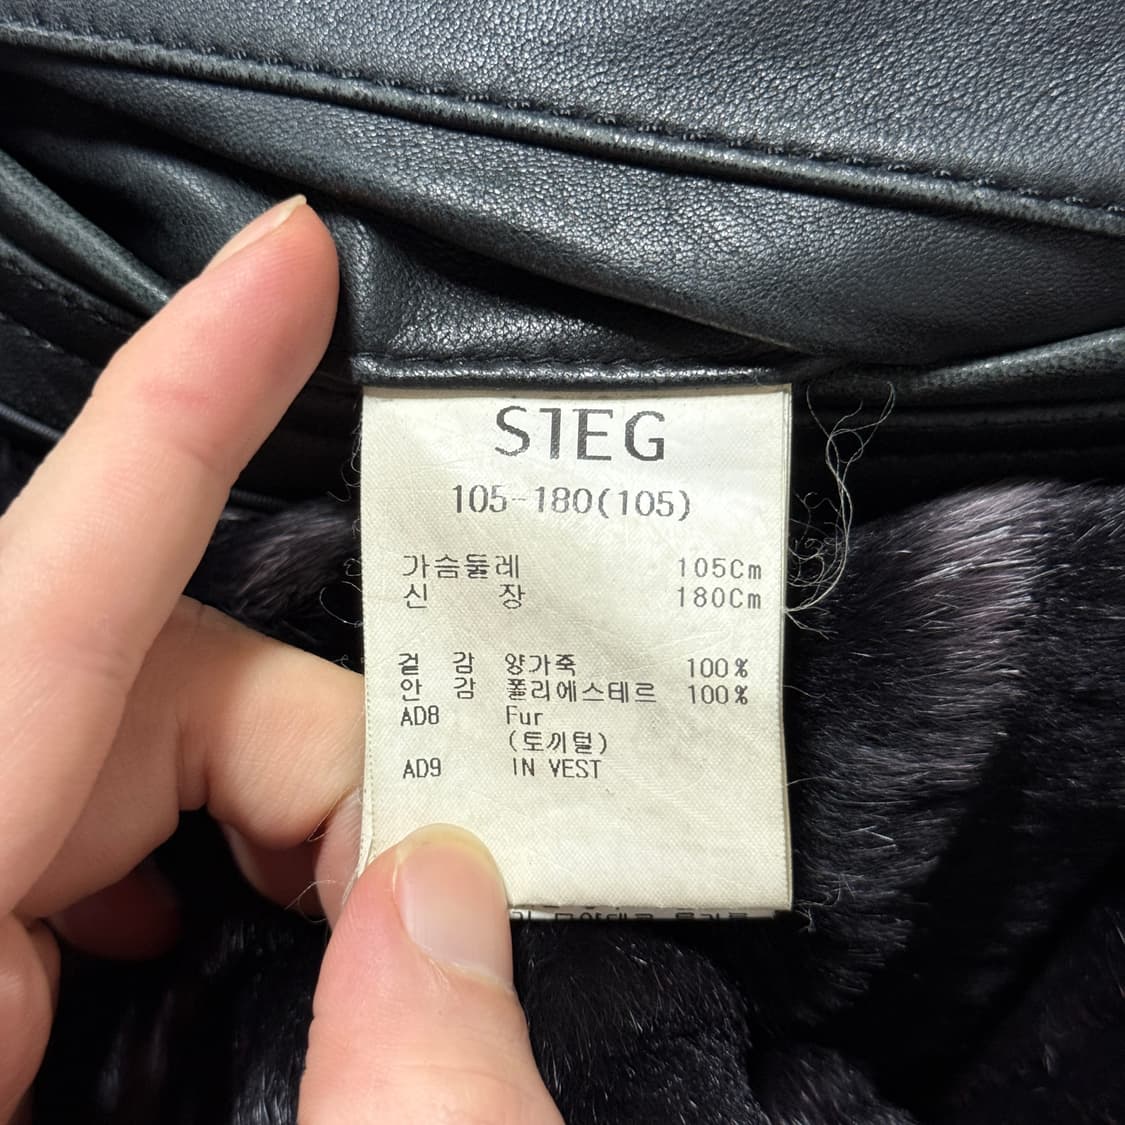 SIEG
105-180(105)
가슴둘레 105Cm
신 장 180Cm
겉 감 양가죽 100%
안 감 폴리에스테르 100%
AD8 Fur
(토끼털)
AD9 IN VEST